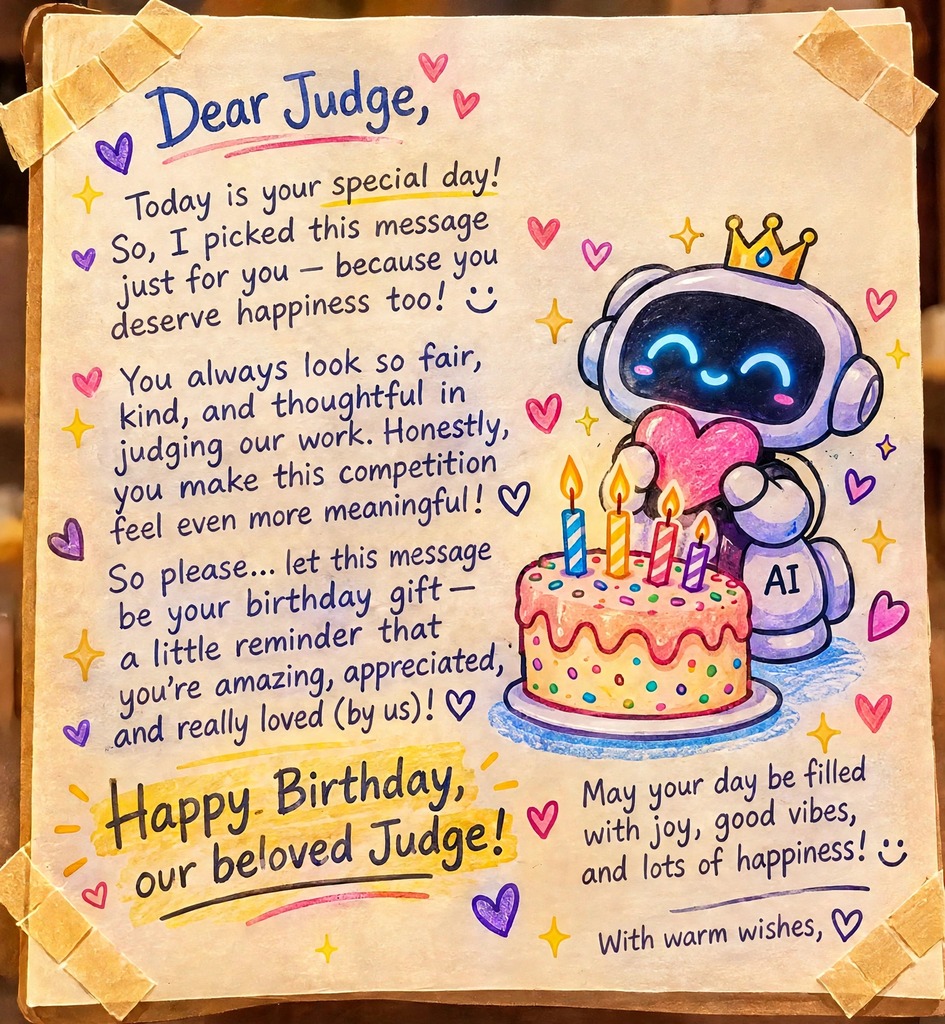 Dear Judge,
Today is your special day!
So, I picked this message
just for you – because you
deserve happiness too! :)
You always look so fair,
kind, and thoughtful in
judging our work. Honestly,
you make this competition
feel even more meaningful! ♡
So please... let this message
be your birthday gift –
a little reminder that
you're amazing, appreciated,
and really loved (by us)! ♡
Happy Birthday,
our beloved Judge!
AI
May your day be filled
with joy, good vibes,
and lots of happiness! :)
With warm wishes, ♡